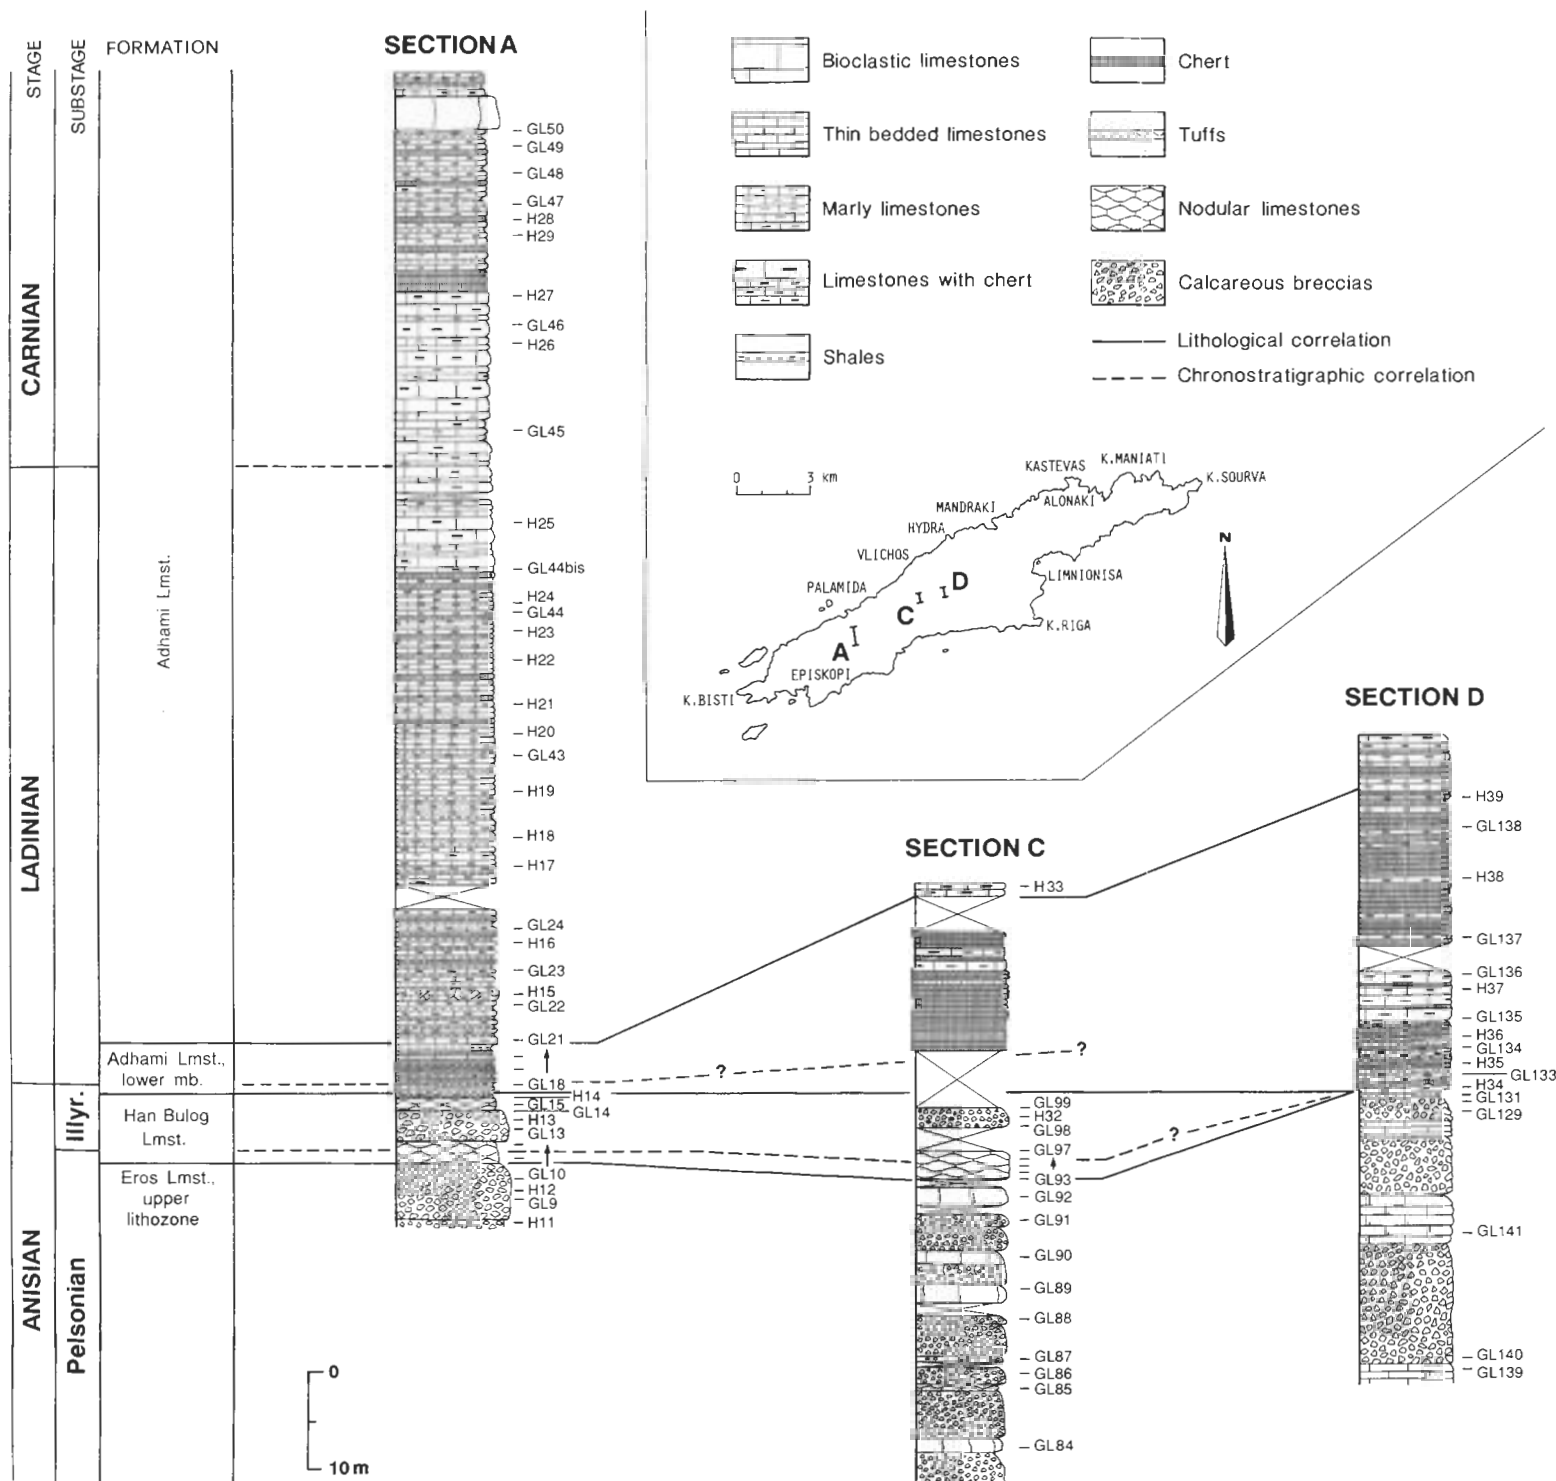 STAGE
SUBSTAGE
FORMATION
CARNIAN
LADINIAN
ANISIAN
Illyr.
Pelsonian
Adhami Lmst.
Adhami Lmst.,
lower mb.
Han Bulog
Lmst.
Eros Lmst.,
upper
lithozone
SECTION A
GL50
GL49
GL48
GL47
H28
H29
H27
GL46
H26
GL45
H25
GL44bis
H24
GL44
H23
H22
H21
H20
GL43
H19
H18
H17
GL24
H16
GL23
H15
GL22
GL21
GL18
H14
GL15
GL14
H13
GL13
GL10
H12
GL9
H11
0
10m
Bioclastic limestones
Thin bedded limestones
Marly limestones
Limestones with chert
Shales
Chert
Tuffs
Nodular limestones
Calcareous breccias
Lithological correlation
Chronostratigraphic correlation
0 3 km
KASTEVAS
K.MANIATI
K.SOURVA
ALONAKI
MANDRAKI
HYDRA
VLICHOS
PALAMIDA
LIMNIONISA
K.RIGA
EPISKOPI
K.BISTI
A
C
D
N
?
?
?
SECTION C
H33
GL99
H32
GL98
GL97
GL93
GL92
GL91
GL90
GL89
GL88
GL87
GL86
GL85
GL84
SECTION D
H39
GL138
H38
GL137
GL136
H37
GL135
H36
GL134
H35
GL133
H34
GL131
GL129
GL141
GL140
GL139